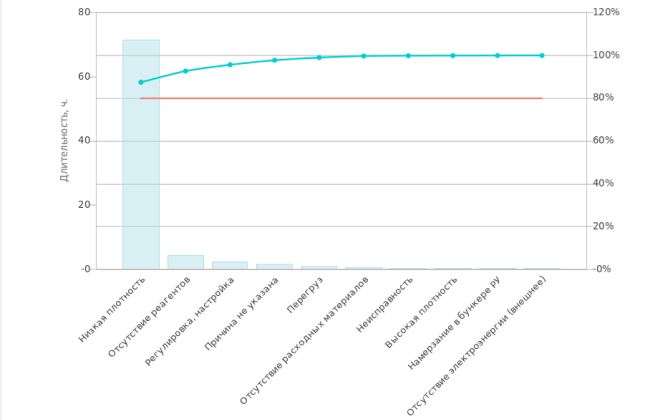 80
120%
100%
60
80%
Длительность, ч.
40
60%
40%
20
20%
-0
-0%
Низкая плотность
Отсутствие реагентов
Регулировка, настройка
Причина не указана
Перегруз
Отсутствие расходных материалов
Неисправность
Высокая плотность
Намерзание в бункере ру
Отсутствие электроэнергии (внешнее)